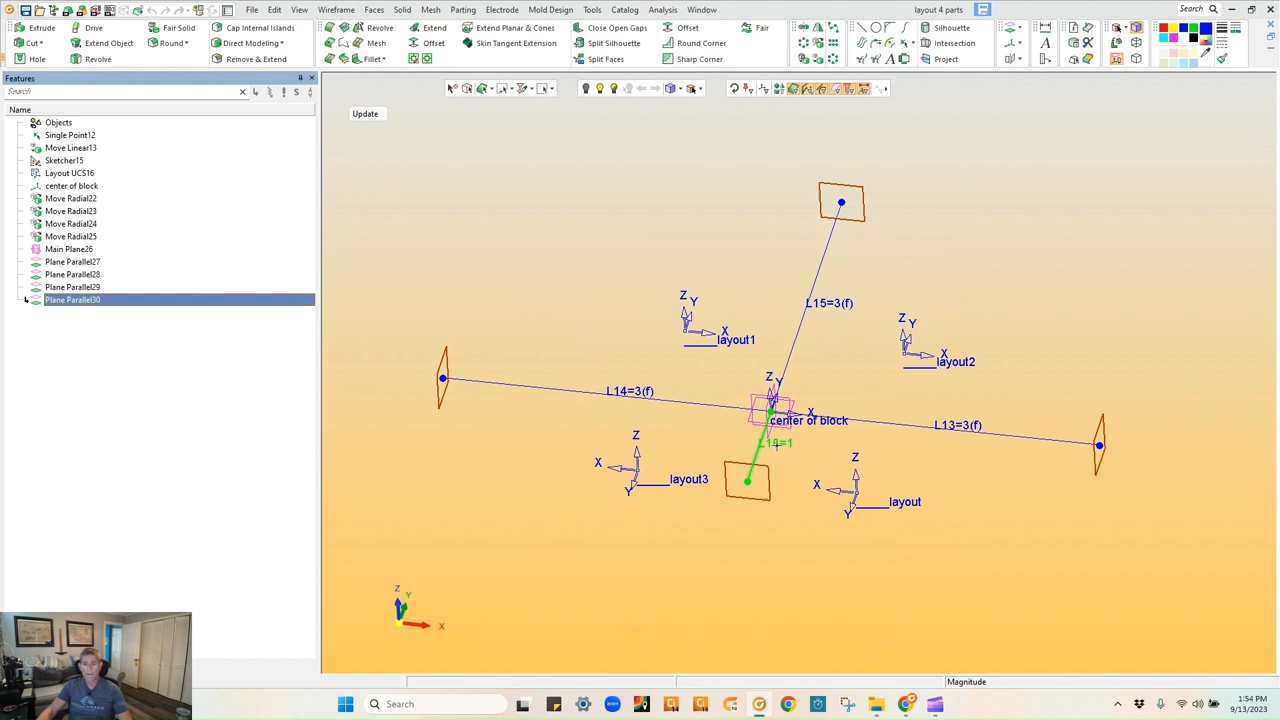 File Edit View Wireframe Faces Solid Mesh Parting Electrode Mold Design Tools Catalog Analysis Window layout 4 parts Search
Extrude Drive Fair Solid Cap Internal Islands Revolve Extend Planar & Cones Close Open Gaps Offset Fair Silhouette
Cut Round Extend Object Direct Modeling Mesh Offset Skin Tangent Extension Split Silhouette Round Corner Intersection
Hole Revolve Remove & Extend Fillet Split Faces Sharp Corner Project
Features
Search
Name
Update
Objects
Single Point12
Move Linear13
Sketcher15
Layout UCS16
center of block
Move Radial22
Move Radial23
Move Radial24
Move Radial25
Main Plane26
Plane Parallel27
Plane Parallel28
Plane Parallel29
Plane Parallel30
Z Y
X
layout1
L15=3(f)
Z Y
X
layout2
L14=3(f)
Z Y
X
center of block
L13=3(f)
Z
X
Y
layout3
Z
X
Y
layout
Z
Y
X
Magnitude
Search
1:54 PM
9/13/2023